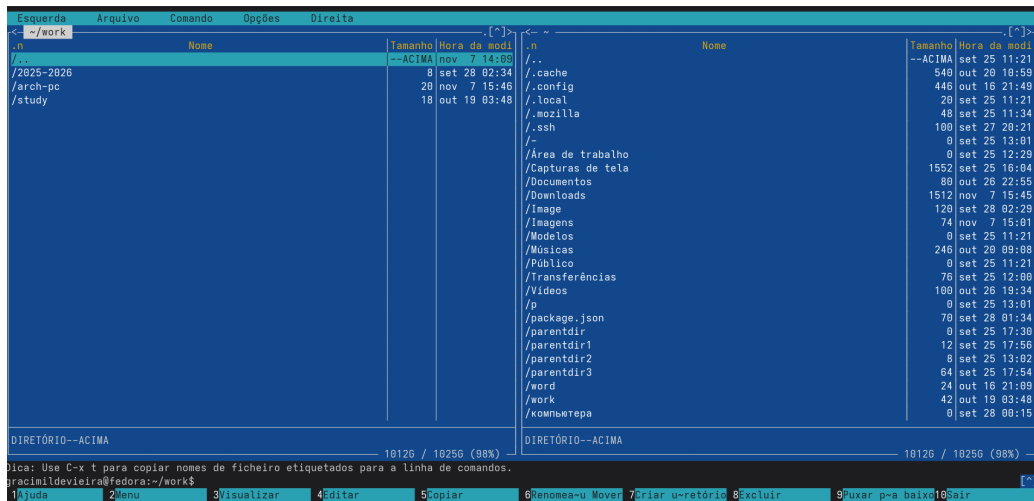 Esquerda Arquivo Comando Opções Direita
<- ~/work .[^]>
.n Nome Tamanho Hora da modi
/.. --ACIMA nov 7 14:09
/2025-2026 8 set 28 02:34
/arch-pc 20 nov 7 15:46
/study 18 out 19 03:48
DIRETÓRIO--ACIMA
1012G / 1025G (98%)
<- ~ .[^]>
.n Nome Tamanho Hora da modi
/.. --ACIMA set 25 11:21
/.cache 540 out 20 10:59
/.config 446 out 16 21:49
/.local 20 set 25 11:21
/.mozilla 48 set 25 11:34
/.ssh 100 set 27 20:21
/- 0 set 25 13:01
/Área de trabalho 0 set 25 12:29
/Capturas de tela 1552 set 25 16:04
/Documentos 80 out 26 22:55
/Downloads 1512 nov 7 15:45
/Image 120 set 28 02:29
/Imagens 74 nov 7 15:01
/Modelos 0 set 25 11:21
/Músicas 246 out 20 09:08
/Público 0 set 25 11:21
/Transferências 76 set 25 12:00
/Vídeos 100 out 26 19:34
/p 0 set 25 13:01
/package.json 70 set 28 01:34
/parentdir 0 set 25 17:30
/parentdir1 12 set 25 17:56
/parentdir2 8 set 25 13:02
/parentdir3 64 set 25 17:54
/word 24 out 16 21:09
/work 42 out 19 03:48
/компьютера 0 set 28 00:15
DIRETÓRIO--ACIMA
1012G / 1025G (98%)
Dica: Use C-x t para copiar nomes de ficheiro etiquetados para a linha de comandos.
gracimildevieira@fedora:~/work$ [^]
1Ajuda 2Menu 3Visualizar 4Editar 5Copiar 6Renomea~u Mover 7Criar u~retório 8Excluir 9Puxar p~a baixo 10Sair